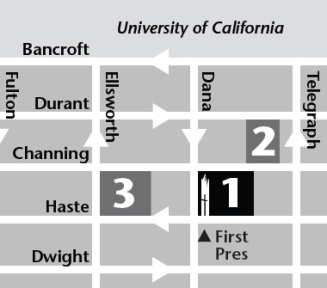 University of California
Bancroft
Fulton
Ellsworth
Dana
Telegraph
Durant
2
Channing
3
1
Haste
▲ First
Pres
Dwight